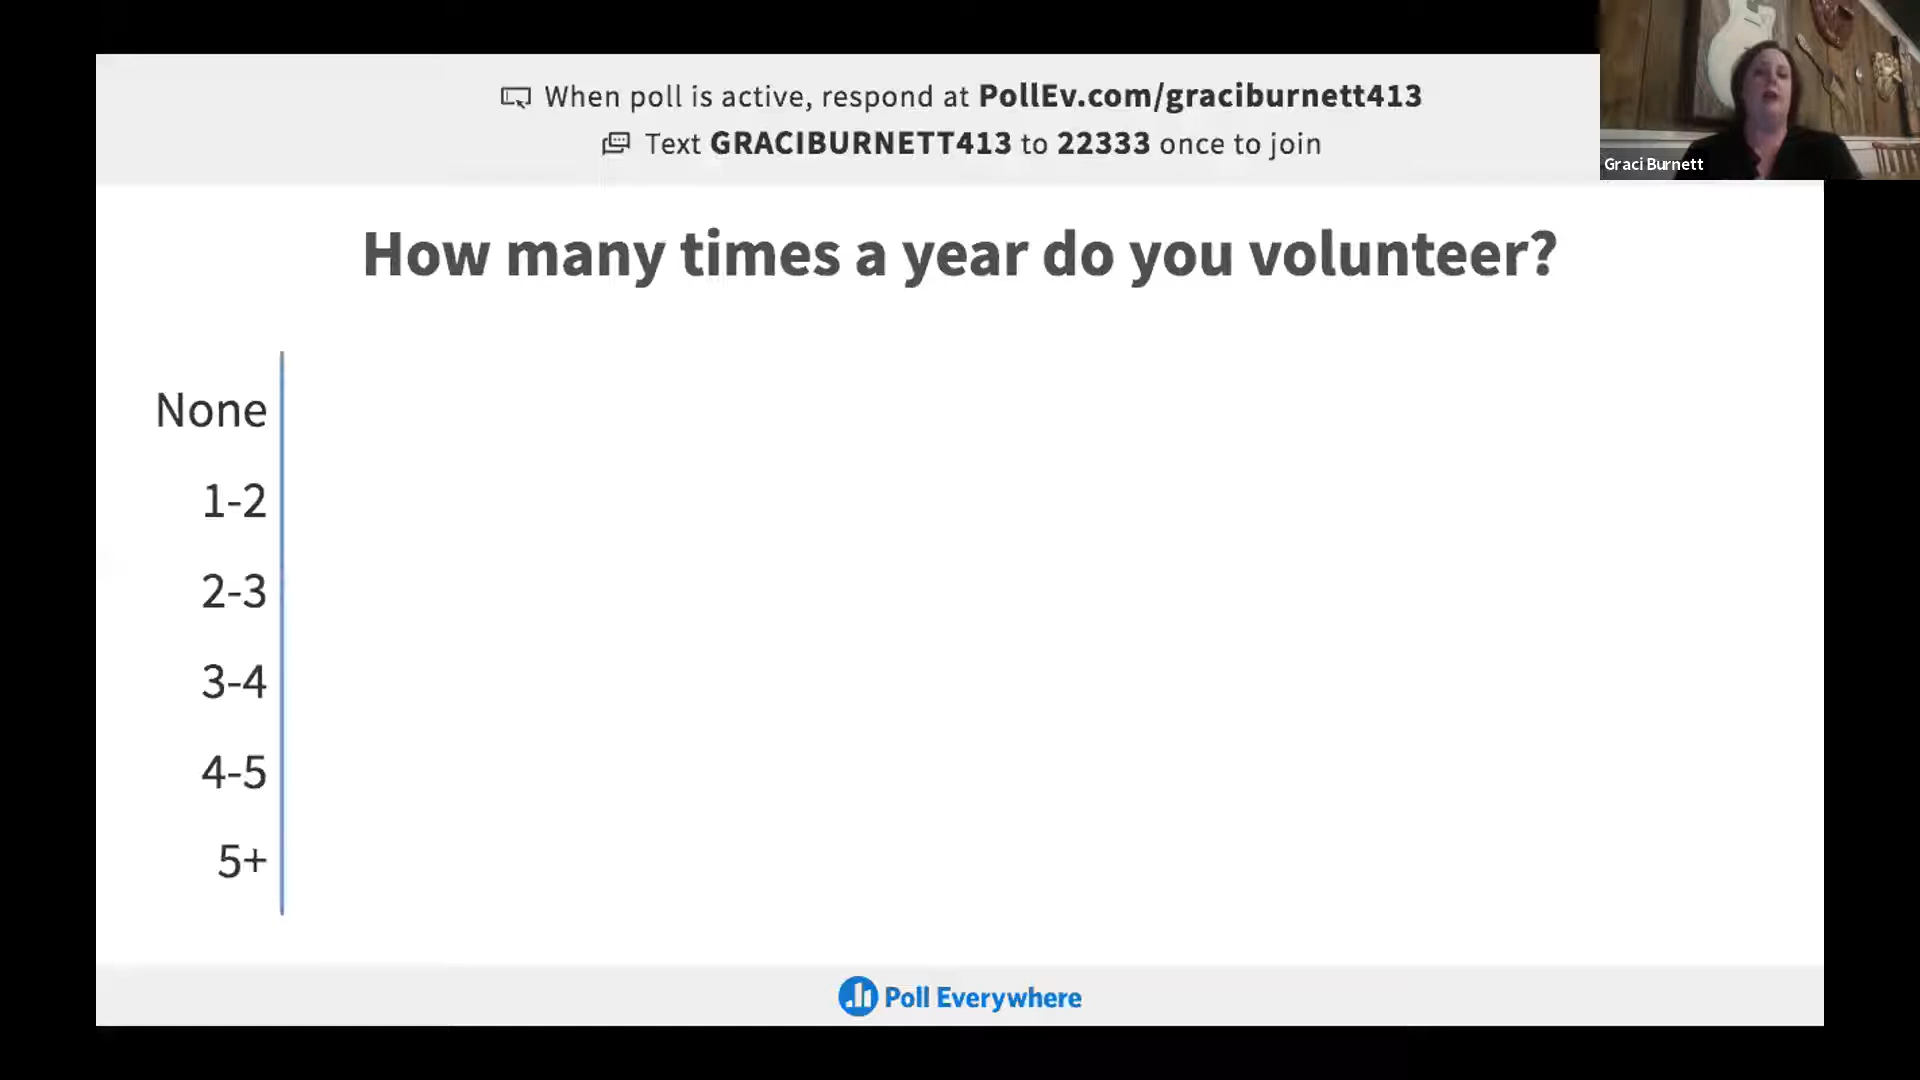 When poll is active, respond at PollEv.com/graciburnett413
Text GRACIBURNETT413 to 22333 once to join
Graci Burnett
How many times a year do you volunteer?
None
1-2
2-3
3-4
4-5
5+
Poll Everywhere